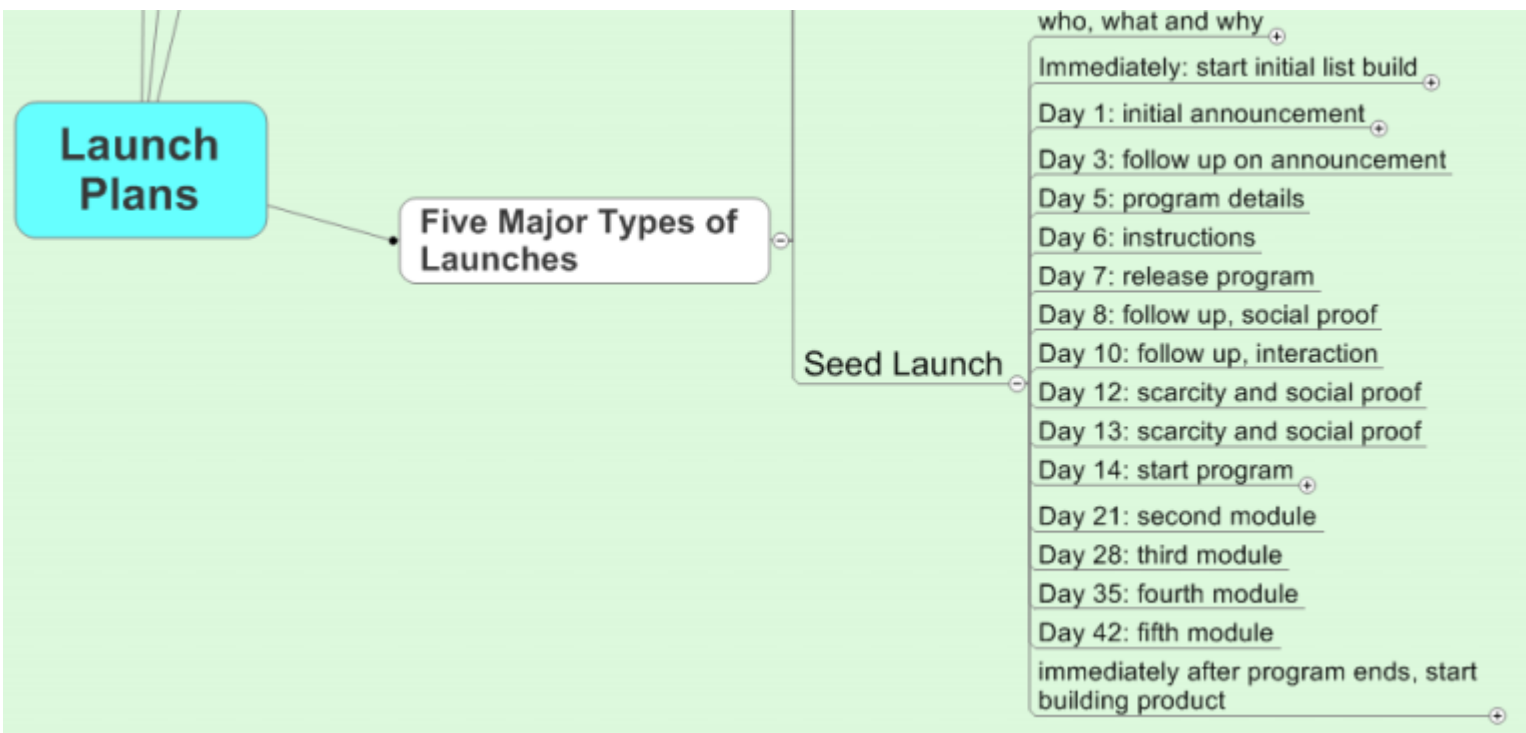 Launch
Plans
Five Major Types of
Launches
Seed Launch
who, what and why
Immediately: start initial list build
Day 1: initial announcement
Day 3: follow up on announcement
Day 5: program details
Day 6: instructions
Day 7: release program
Day 8: follow up, social proof
Day 10: follow up, interaction
Day 12: scarcity and social proof
Day 13: scarcity and social proof
Day 14: start program
Day 21: second module
Day 28: third module
Day 35: fourth module
Day 42: fifth module
immediately after program ends, start
building product